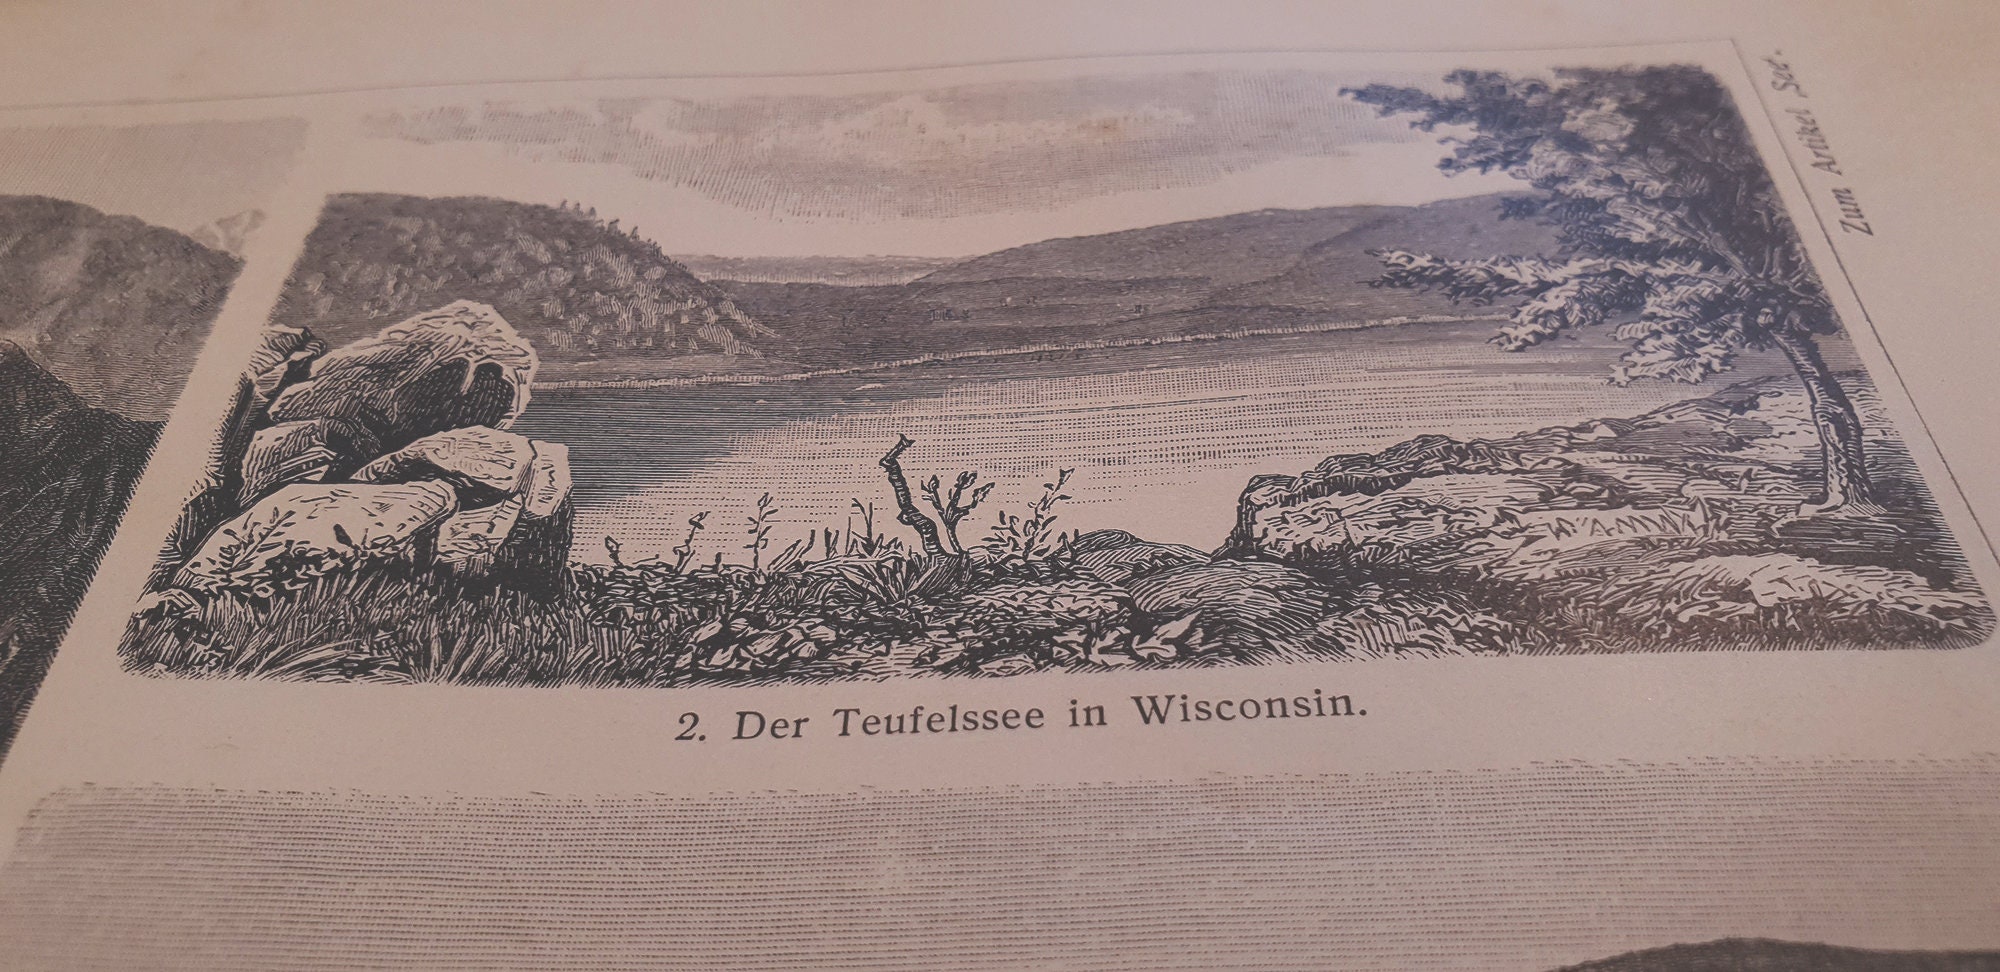 Zum Artikel See-
2. Der Teufelssee in Wisconsin.